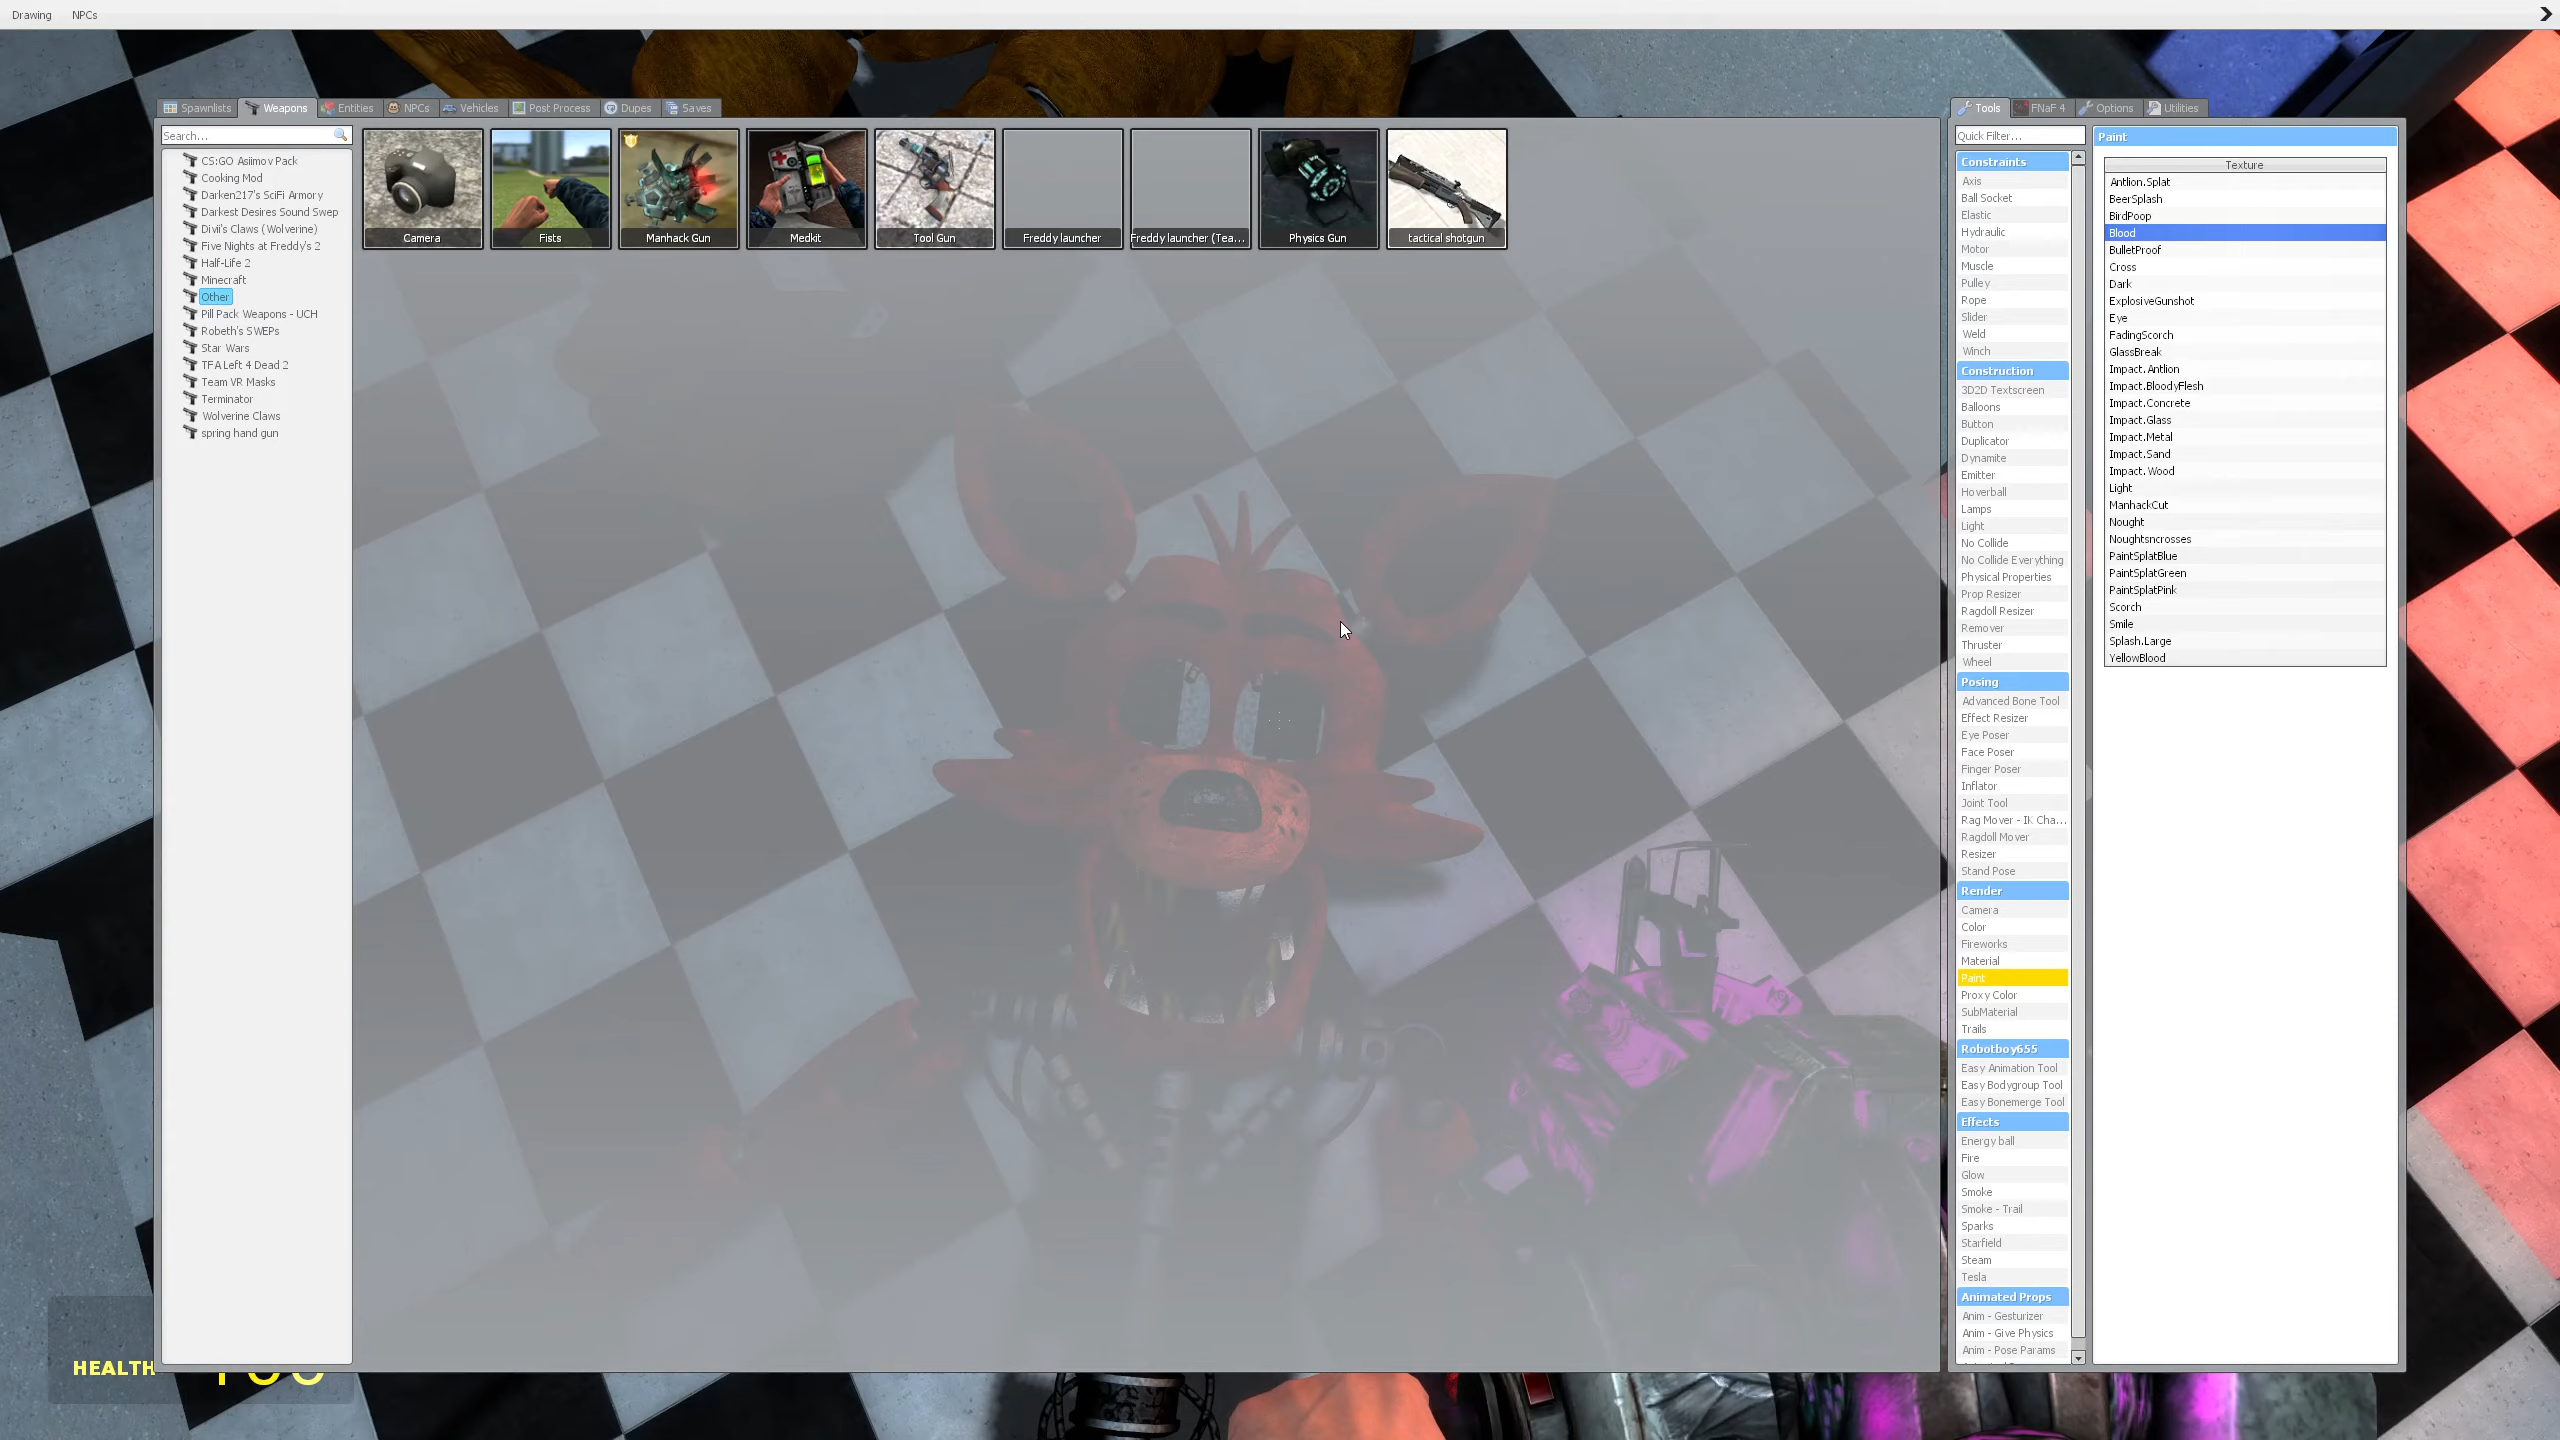 Drawing NPCs
Spawnlists Weapons Entities NPCs Vehicles Post Process Dupes Saves
Search...
CS:GO Asiimov Pack
Cooking Mod
Darken217's SciFi Armory
Darkest Desires Sound Swep
Divii's Claws (Wolverine)
Five Nights at Freddy's 2
Half-Life 2
Minecraft
Other
Pill Pack Weapons - UCH
Robeth's SWEPs
Star Wars
TFA Left 4 Dead 2
Team VR Masks
Terminator
Wolverine Claws
spring hand gun
Camera
Fists
Manhack Gun
Medkit
Tool Gun
Freddy launcher
Freddy launcher (Tea...
Physics Gun
tactical shotgun
HEALTH
Tools FNaF 4 Options Utilities
Quick Filter...
Constraints
Axis
Ball Socket
Elastic
Hydraulic
Motor
Muscle
Pulley
Rope
Slider
Weld
Winch
Construction
3D2D Textscreen
Balloons
Button
Duplicator
Dynamite
Emitter
Hoverball
Lamps
Light
No Collide
No Collide Everything
Physical Properties
Prop Resizer
Ragdoll Resizer
Remover
Thruster
Wheel
Posing
Advanced Bone Tool
Effect Resizer
Eye Poser
Face Poser
Finger Poser
Inflator
Joint Tool
Rag Mover - IK Cha...
Ragdoll Mover
Resizer
Stand Pose
Render
Camera
Color
Fireworks
Material
Paint
Proxy Color
SubMaterial
Trails
Robotboy655
Easy Animation Tool
Easy Bodygroup Tool
Easy Bonemerge Tool
Effects
Energy ball
Fire
Glow
Smoke
Smoke - Trail
Sparks
Starfield
Steam
Tesla
Animated Props
Anim - Gesturizer
Anim - Give Physics
Anim - Pose Params
Paint
Texture
Antlion.Splat
BeerSplash
BirdPoop
Blood
BulletProof
Cross
Dark
ExplosiveGunshot
Eye
FadingScorch
GlassBreak
Impact.Antlion
Impact.BloodyFlesh
Impact.Concrete
Impact.Glass
Impact.Metal
Impact.Sand
Impact.Wood
Light
ManhackCut
Nought
Noughtsncrosses
PaintSplatBlue
PaintSplatGreen
PaintSplatPink
Scorch
Smile
Splash.Large
YellowBlood